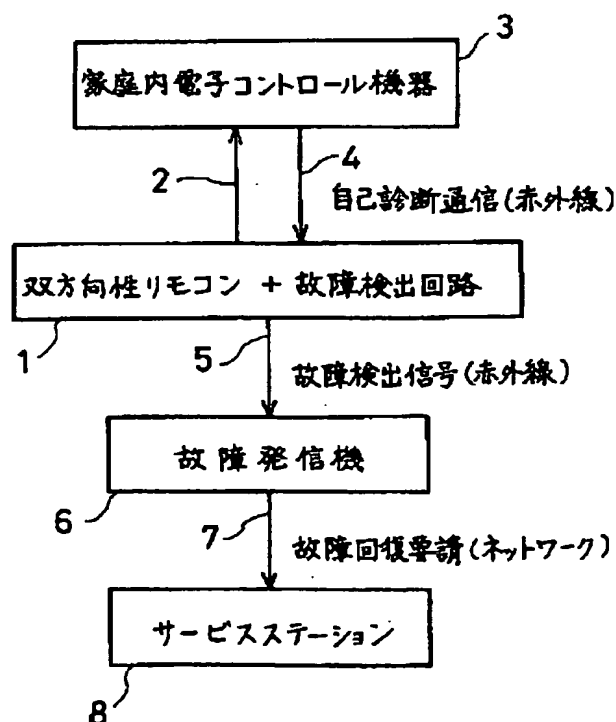 3
家庭内電子コントロール機器
2
4
自己診断通信(赤外線)
双方向性リモコン + 故障検出回路
1
5
故障検出信号(赤外線)
故障発信機
6
7
故障回復要請(ネットワーク)
サービスステーション
8